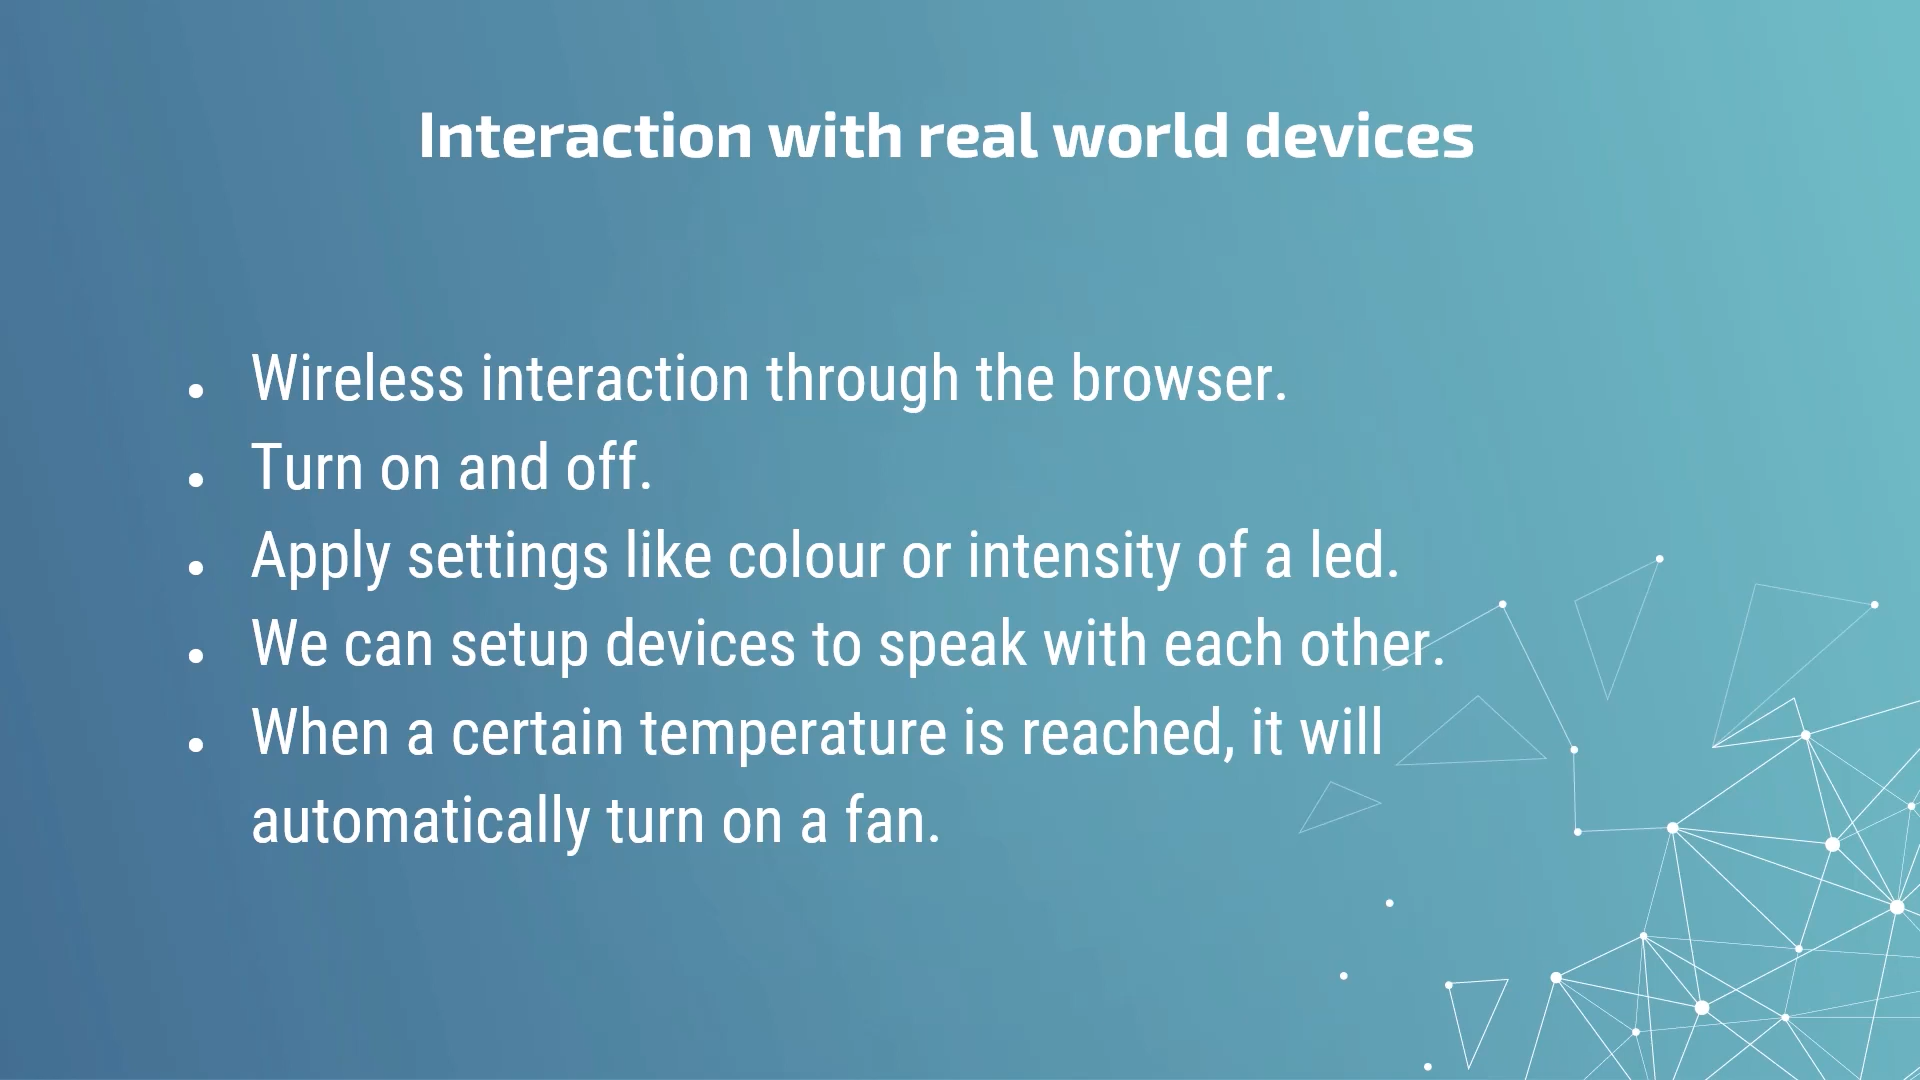 Interaction with real world devices
• Wireless interaction through the browser.
• Turn on and off.
• Apply settings like colour or intensity of a led.
• We can setup devices to speak with each other.
• When a certain temperature is reached, it will
automatically turn on a fan.